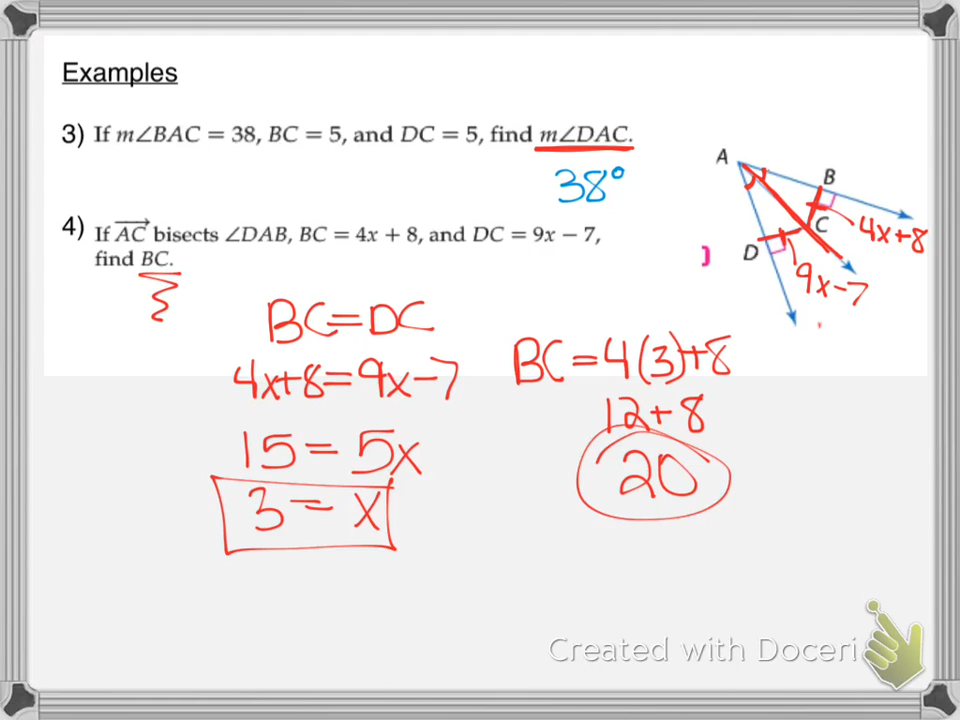 Examples
3) If m∠BAC = 38, BC = 5, and DC = 5, find m∠DAC.
38°
4) If AC bisects ∠DAB, BC = 4x + 8, and DC = 9x − 7,
find BC.
A
B
C
D
4x+8
9x-7
BC=DC
4x+8=9x-7
15=5x
3=x
BC=4(3)+8
12+8
20
Created with Doceri